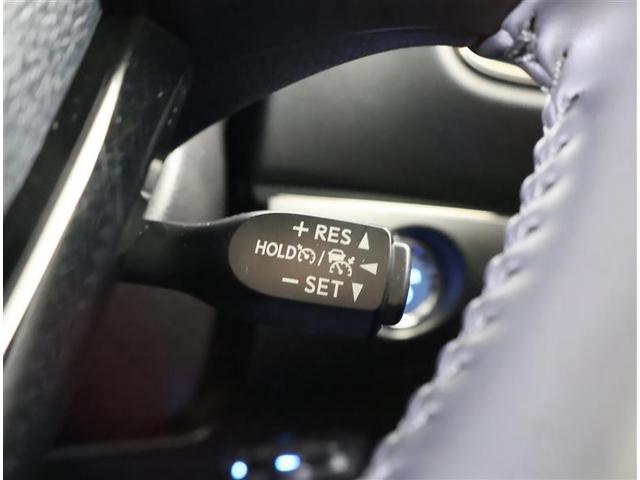 + RES ▲
HOLD / ◄
− SET ▼